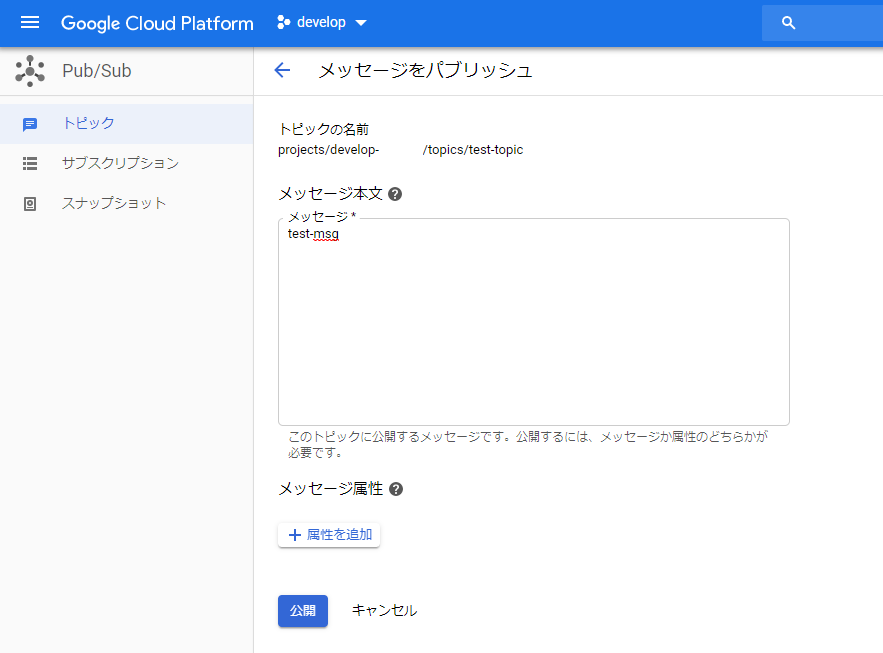 Google Cloud Platform
develop
Pub/Sub
メッセージをパブリッシュ
トピック
サブスクリプション
スナップショット
トピックの名前
projects/develop- /topics/test-topic
メッセージ本文
メッセージ *
test-msg
このトピックに公開するメッセージです。公開するには、メッセージか属性のどちらかが
必要です。
メッセージ属性
+ 属性を追加
公開
キャンセル